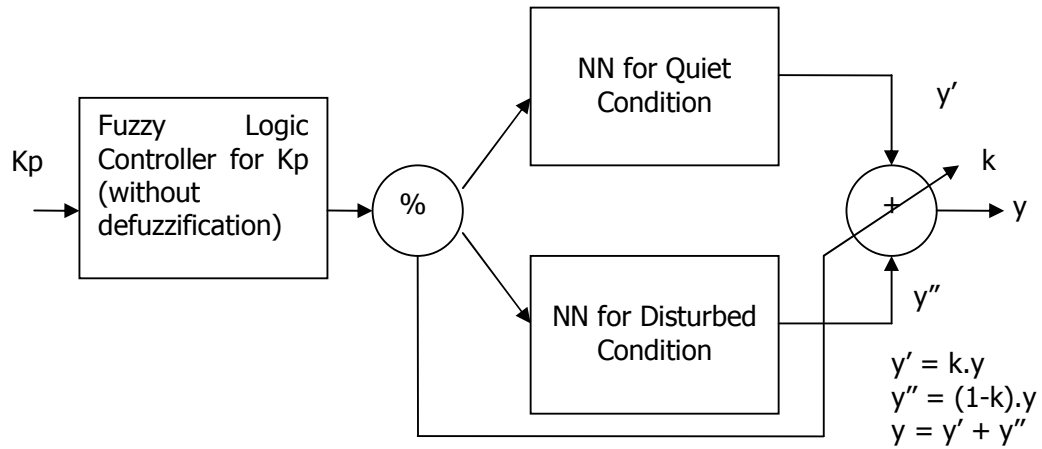 Kp
Fuzzy Logic
Controller for Kp
(without
defuzzification)
%
NN for Quiet
Condition
NN for Disturbed
Condition
y’
k
+
y
y”
y’ = k.y
y” = (1-k).y
y = y’ + y”